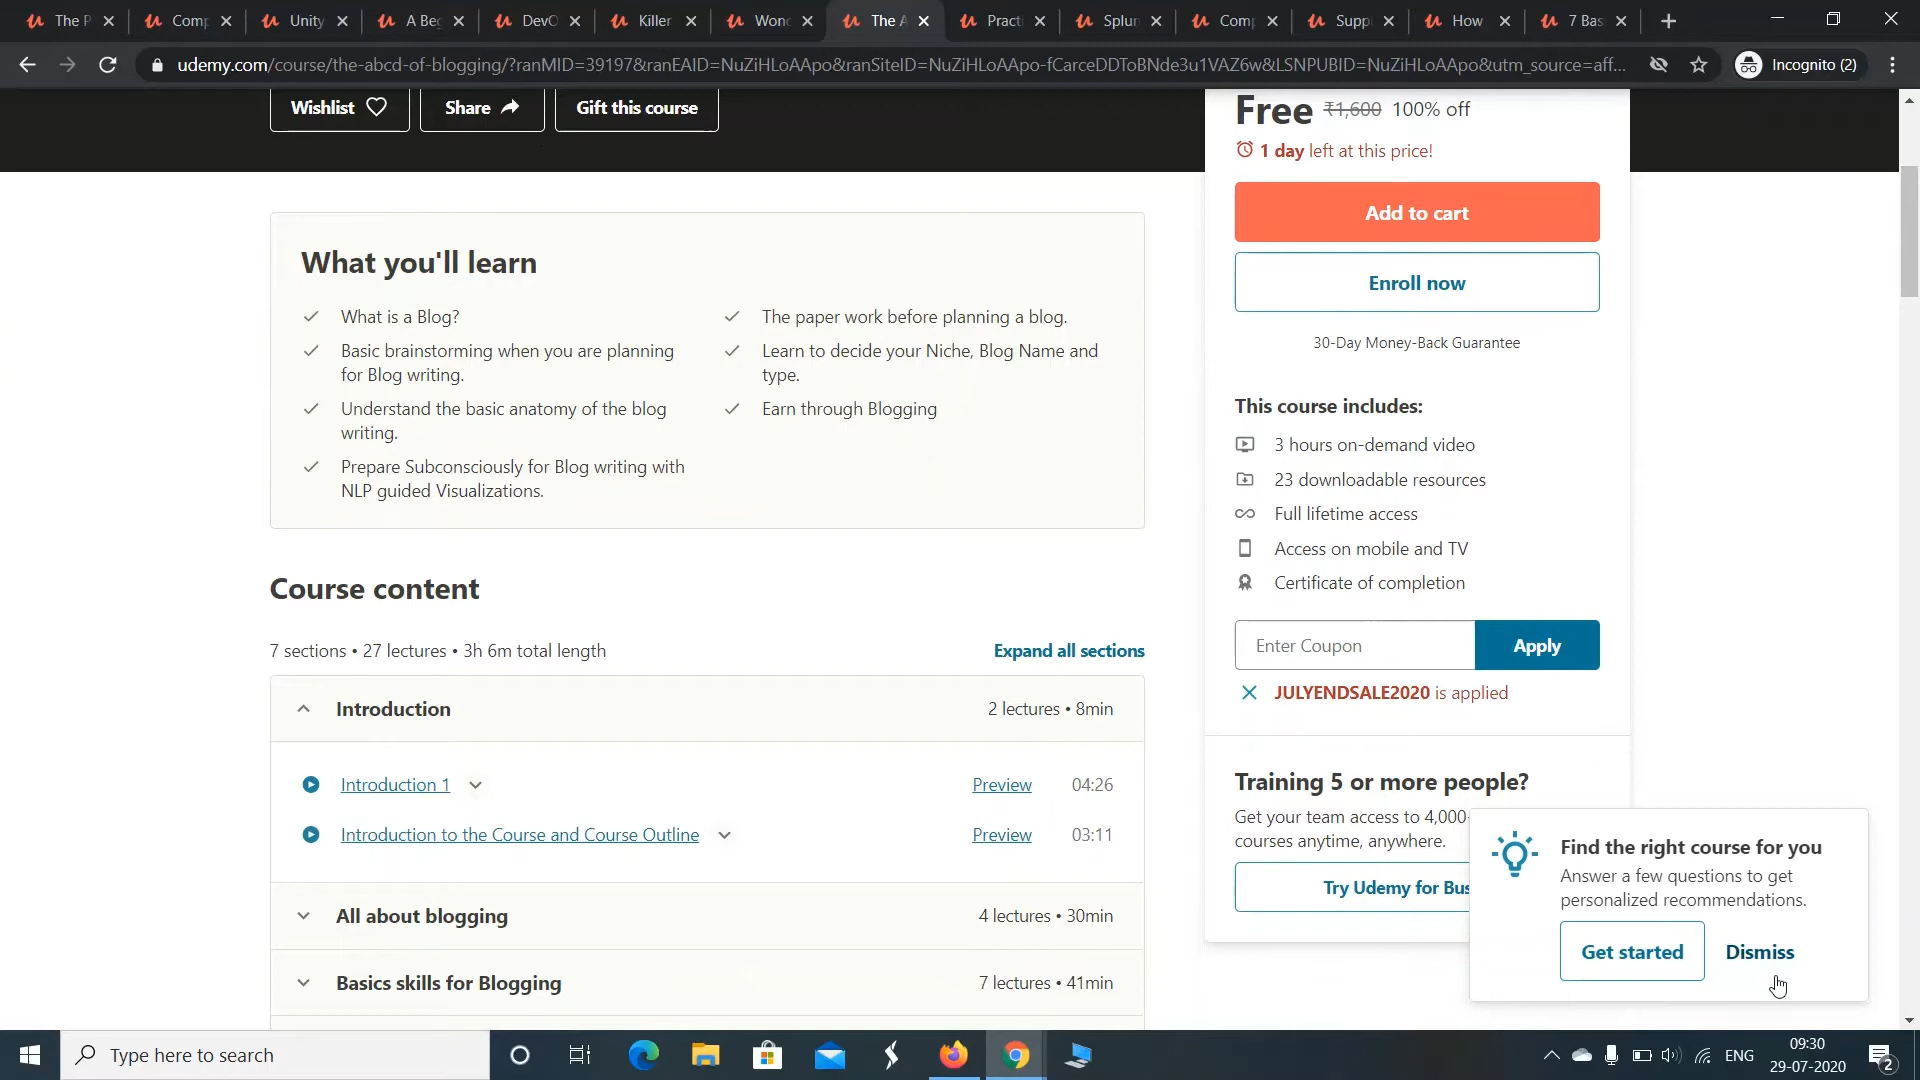 The P
Comp
Unity
A Beg
DevO
Killer
Wond
The A
Practi
Splun
Comp
Supp
How
7 Bas
udemy.com/course/the-abcd-of-blogging/?ranMID=39197&ranEAID=NuZiHLoAApo&ranSiteID=NuZiHLoAApo-fCarceDDToBNde3u1VAZ6w&LSNPUBID=NuZiHLoAApo&utm_source=aff...
Incognito (2)
Wishlist
Share
Gift this course
Free ₹1,600 100% off
1 day left at this price!
Add to cart
Enroll now
30-Day Money-Back Guarantee
What you'll learn
What is a Blog?
Basic brainstorming when you are planning
for Blog writing.
Understand the basic anatomy of the blog
writing.
Prepare Subconsciously for Blog writing with
NLP guided Visualizations.
The paper work before planning a blog.
Learn to decide your Niche, Blog Name and
type.
Earn through Blogging
This course includes:
3 hours on-demand video
23 downloadable resources
Full lifetime access
Access on mobile and TV
Certificate of completion
Enter Coupon
Apply
JULYENDSALE2020 is applied
Course content
7 sections • 27 lectures • 3h 6m total length
Expand all sections
Introduction
2 lectures • 8min
Introduction 1
Preview
04:26
Introduction to the Course and Course Outline
Preview
03:11
All about blogging
4 lectures • 30min
Basics skills for Blogging
7 lectures • 41min
Training 5 or more people?
Get your team access to 4,000
courses anytime, anywhere.
Try Udemy for Bus
Find the right course for you
Answer a few questions to get
personalized recommendations.
Get started
Dismiss
Type here to search
ENG
09:30
29-07-2020
2